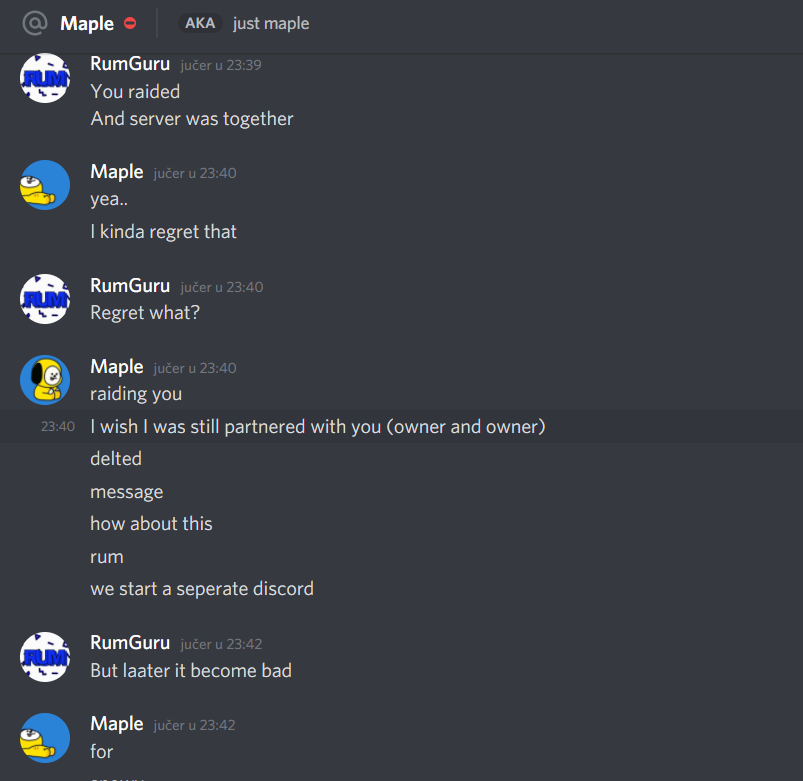 @ Maple AKA just maple
RumGuru jučer u 23:39
You raided
And server was together
Maple jučer u 23:40
yea..
I kinda regret that
RumGuru jučer u 23:40
Regret what?
Maple jučer u 23:40
raiding you
23:40 I wish I was still partnered with you (owner and owner)
delted
message
how about this
rum
we start a seperate discord
RumGuru jučer u 23:42
But laater it become bad
Maple jučer u 23:42
for